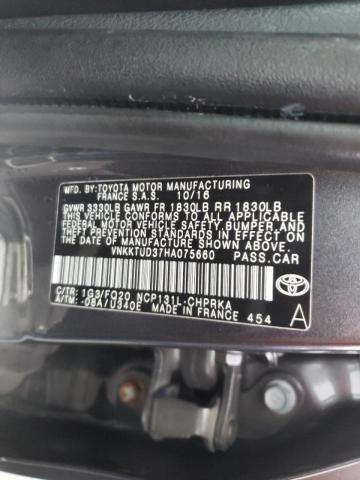 MFD. BY: TOYOTA MOTOR MANUFACTURING
FRANCE S.A.S. 10/16
GVWR 3330LB GAWR FR 1830LB RR 1830LB
THIS VEHICLE CONFORMS TO ALL APPLICABLE
FEDERAL MOTOR VEHICLE SAFETY, BUMPER,
AND THEFT PREVENTION STANDARDS IN EFFECT
ON THE DATE OF MANUFACTURE SHOWN ABOVE.
VNKKTUD37HA075660 PASS.CAR
C/TR: 1G3/FQ20 NCP131L-CHPRKA
A/TM: -08A/U340E MADE IN FRANCE 454
A
TOYOTA